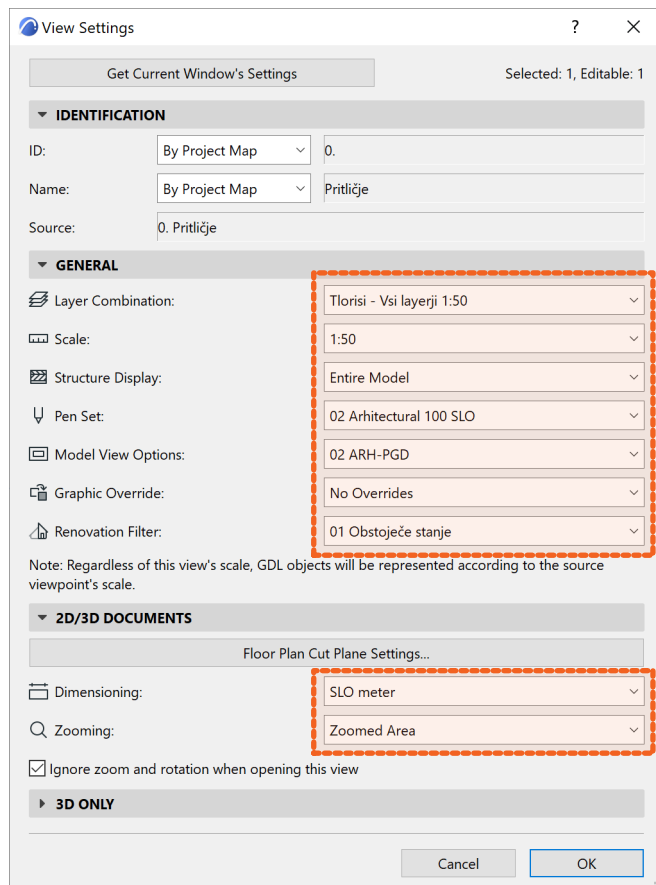 View Settings
?
Get Current Window's Settings
Selected: 1, Editable: 1
IDENTIFICATION
ID:
By Project Map
0.
Name:
By Project Map
Pritličje
Source:
0. Pritličje
GENERAL
Layer Combination:
Tlorisi - Vsi layerji 1:50
Scale:
1:50
Structure Display:
Entire Model
Pen Set:
02 Arhitectural 100 SLO
Model View Options:
02 ARH-PGD
Graphic Override:
No Overrides
Renovation Filter:
01 Obstoječe stanje
Note: Regardless of this view's scale, GDL objects will be represented according to the source
viewpoint's scale.
2D/3D DOCUMENTS
Floor Plan Cut Plane Settings...
Dimensioning:
SLO meter
Zooming:
Zoomed Area
Ignore zoom and rotation when opening this view
3D ONLY
Cancel
OK